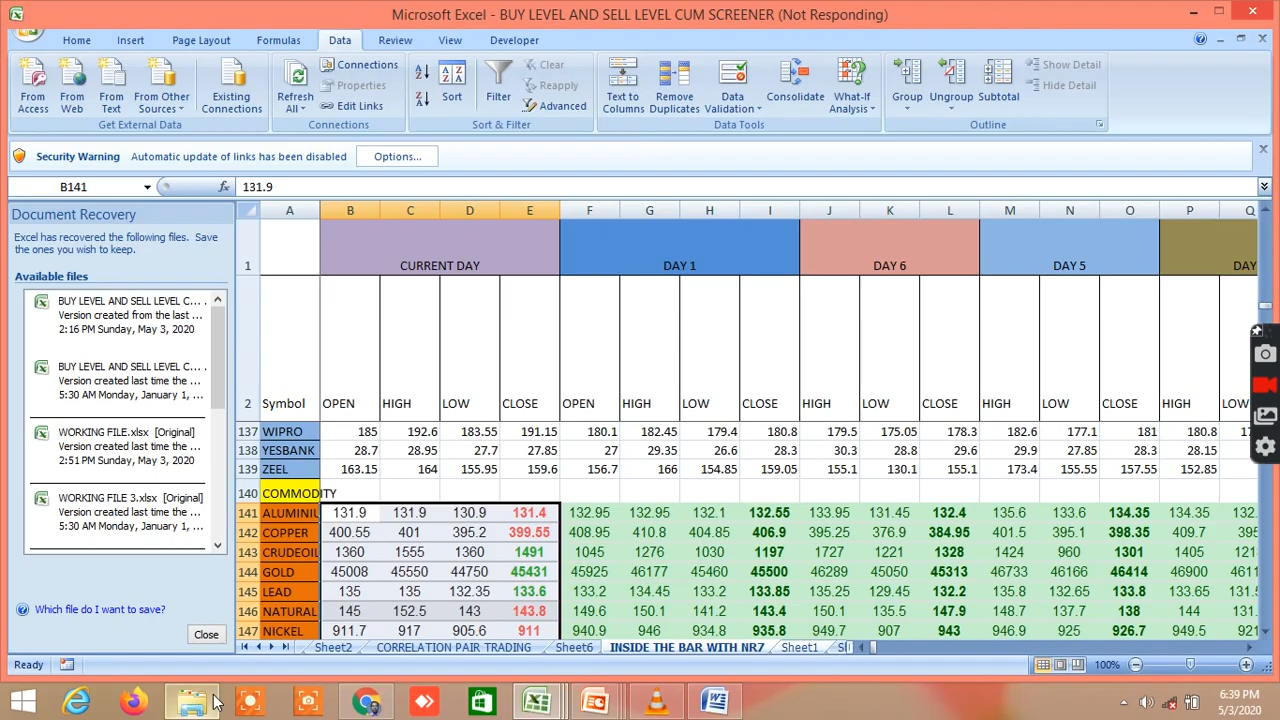 Microsoft Excel - BUY LEVEL AND SELL LEVEL CUM SCREENER (Not Responding)
Home Insert Page Layout Formulas Data Review View Developer
From Access From Web From Text From Other Sources Existing Connections
Get External Data
Refresh All Connections Properties Edit Links
Connections
Sort Filter Clear Reapply Advanced
Sort & Filter
Text to Columns Remove Duplicates Data Validation Consolidate What-If Analysis
Data Tools
Group Ungroup Subtotal Show Detail Hide Detail
Outline
Security Warning Automatic update of links has been disabled Options...
B141 fx 131.9
Document Recovery
Excel has recovered the following files. Save
the ones you wish to keep.
Available files
BUY LEVEL AND SELL LEVEL C... .
Version created from the last ...
2:16 PM Sunday, May 3, 2020
BUY LEVEL AND SELL LEVEL C... .
Version created last time the ...
5:30 AM Monday, January 1, ...
WORKING FILE.xlsx [Original]
Version created last time the ...
2:51 PM Sunday, May 3, 2020
WORKING FILE 3.xlsx [Original]
Version created last time the ...
5:30 AM Monday, January 1, ...
Which file do I want to save?
Close
A B C D E F G H I J K L M N O P Q
1 CURRENT DAY DAY 1 DAY 6 DAY 5 DAY
2 Symbol OPEN HIGH LOW CLOSE OPEN HIGH LOW CLOSE HIGH LOW CLOSE HIGH LOW CLOSE HIGH LOW
137 WIPRO 185 192.6 183.55 191.15 180.1 182.45 179.4 180.8 179.5 175.05 178.3 182.6 177.1 181 180.8
138 YESBANK 28.7 28.95 27.7 27.85 27 29.35 26.6 28.3 30.3 28.8 29.6 29.9 27.85 29 28.15
139 ZEEL 163.15 164 155.95 159.6 156.7 166 154.85 159.05 155.1 130.1 155.1 173.4 155.55 157.55 152.85
140 COMMODITY
141 ALUMINIU 131.9 131.9 130.9 131.4 132.95 132.95 132.1 132.55 133.95 131.45 132.4 135.6 133.6 134.35 134.35 132.
142 COPPER 400.55 401 395.2 399.55 408.95 410.8 404.85 406.9 395.25 376.9 384.95 401.5 395.1 398.35 401.5
143 CRUDEOIL 1360 1555 1360 1491 1045 1276 1030 1197 1727 1221 1328 1424 960 1301 1405 121
144 GOLD 45008 45550 44750 45431 45925 46177 45460 45500 46289 45050 45313 46733 46166 46414 46900 461
145 LEAD 135 135 132.35 133.6 133.2 134.45 133.2 133.85 135.45 129.45 132.2 135.8 132.65 133.8 135.6 133.
146 NATURAL 145 152.5 143 143.8 149.6 150.1 141.2 143.4 150.1 135.5 147.9 148.7 137.7 138 144 131.
147 NICKEL 911.7 917 905.6 911 940.9 946 934.8 935.8 949.7 907 943 946.9 925 926.7 949.5
Sheet2 CORRELATION PAIR TRADING Sheet6 INSIDE THE BAR WITH NR7 Sheet1
Ready 100%
6:39 PM
5/3/2020